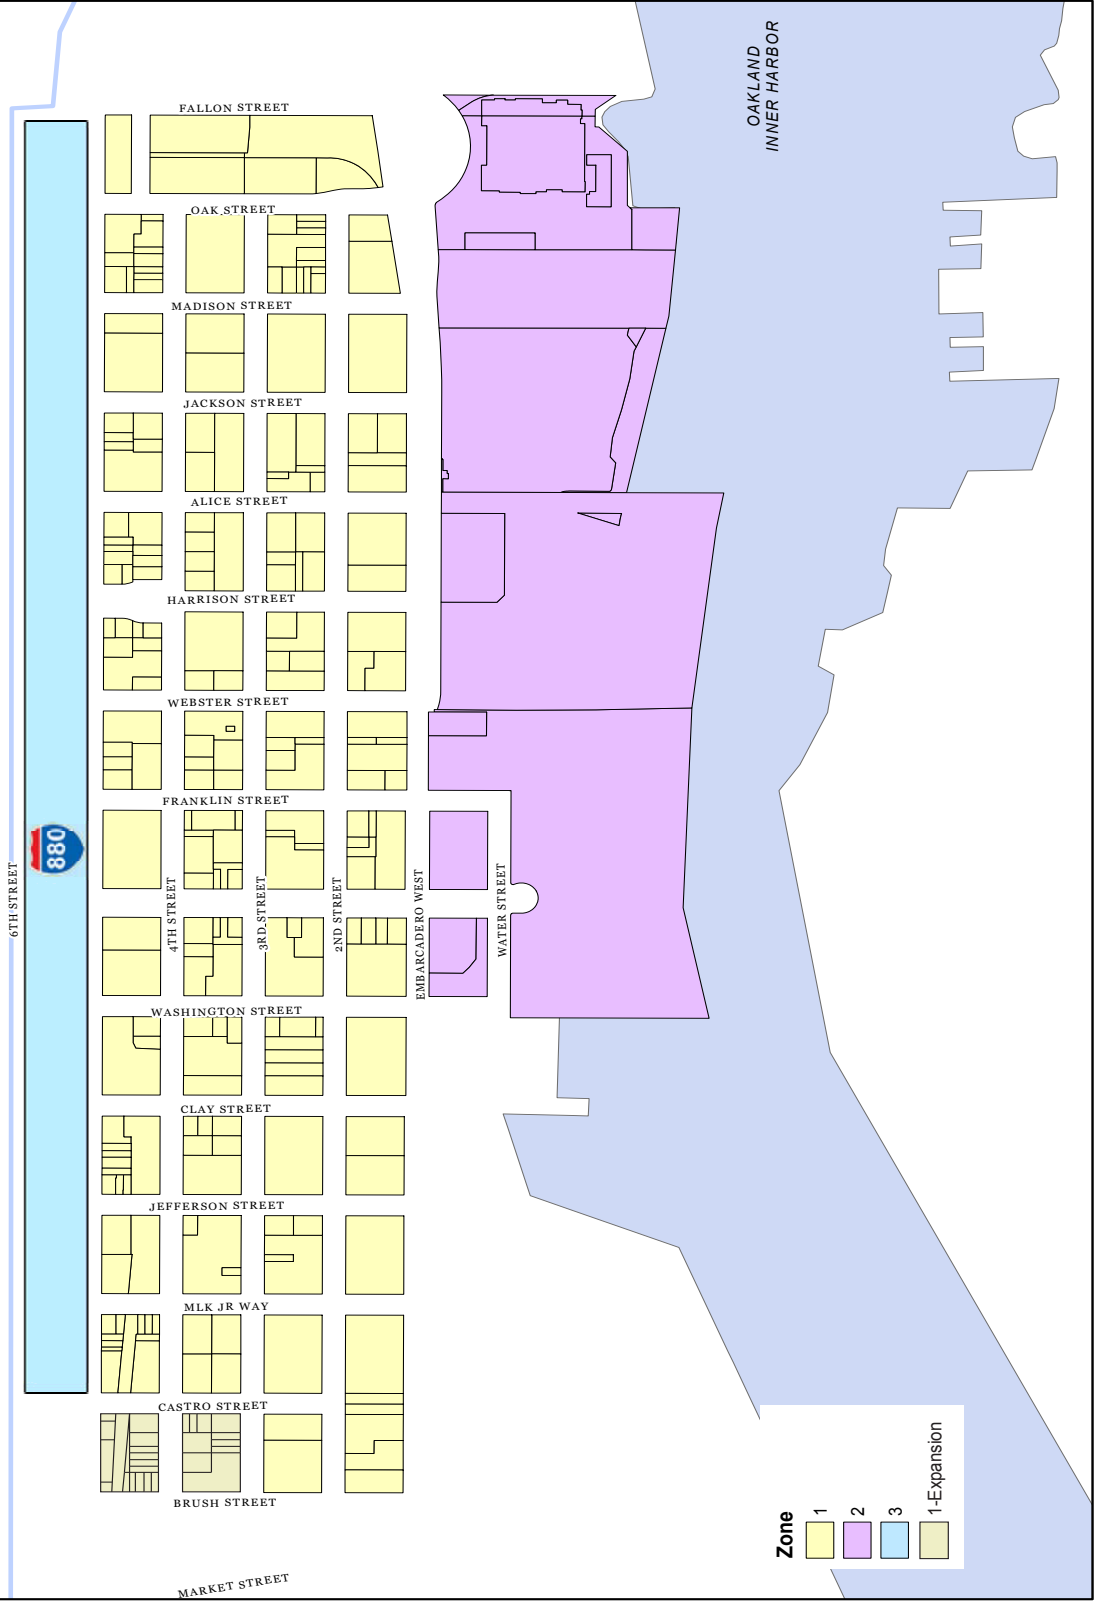 FALLON STREET
OAKLAND
INNER HARBOR
OAK STREET
MADISON STREET
JACKSON STREET
ALICE STREET
HARRISON STREET
WEBSTER STREET
FRANKLIN STREET
880
6TH STREET
4TH STREET
3RD STREET
2ND STREET
EMBARCADERO WEST
WATER STREET
WASHINGTON STREET
CLAY STREET
JEFFERSON STREET
MLK JR WAY
CASTRO STREET
BRUSH STREET
MARKET STREET
Zone
1
2
3
1-Expansion